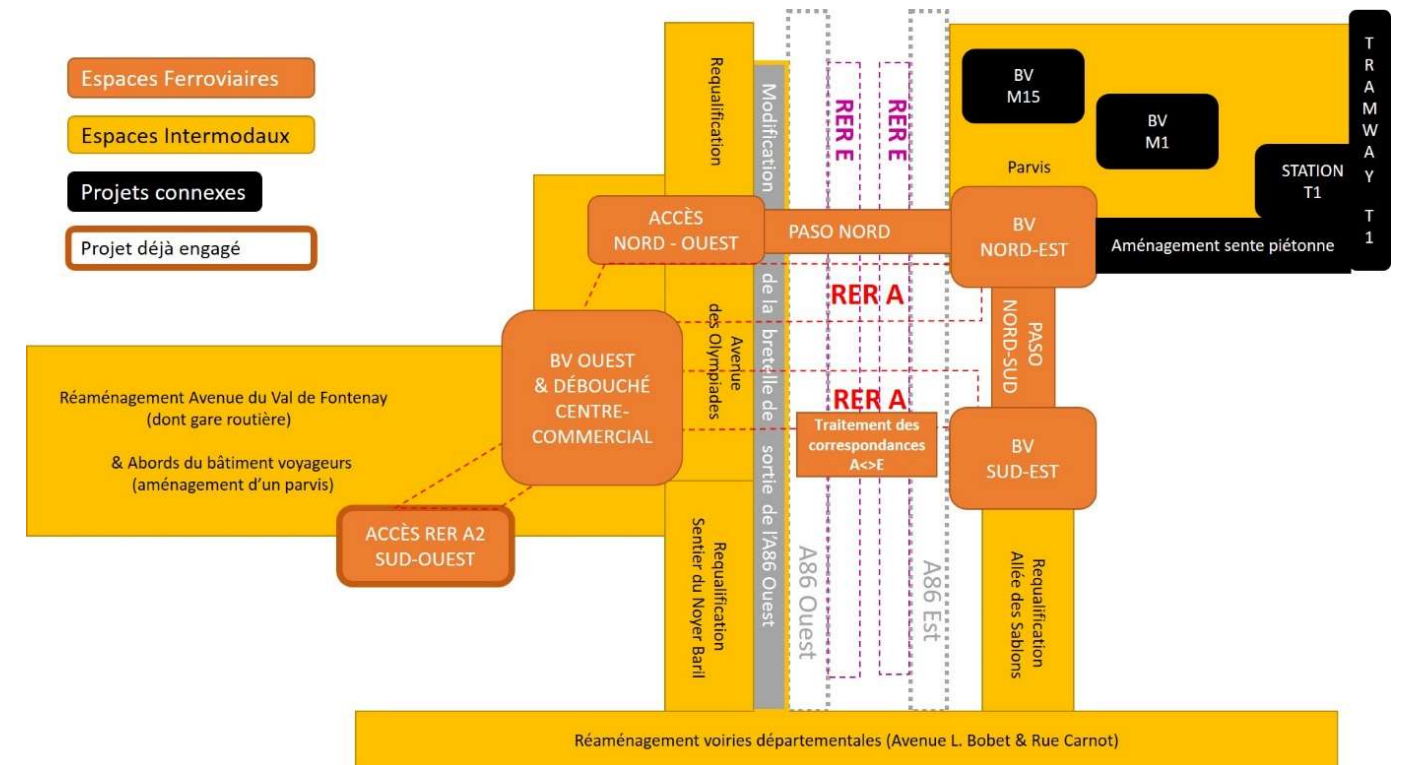 Espaces Ferroviaires
Espaces Intermodaux
Projets connexes
Projet déjà engagé
Requalification
Modification de la bretelle de sortie de l'A86 Ouest
RER E
RER E
BV
M15
BV
M1
Parvis
STATION
T1
TRAMWAY T1
ACCÈS
NORD - OUEST
PASO NORD
BV
NORD-EST
Aménagement sente piétonne
RER A
Avenue
des Olympiades
PASO
NORD-SUD
BV OUEST
& DÉBOUCHÉ
CENTRE-
COMMERCIAL
Réaménagement Avenue du Val de Fontenay
(dont gare routière)
& Abords du bâtiment voyageurs
(aménagement d'un parvis)
RER A
Traitement des
correspondances
A<>E
BV
SUD-EST
ACCÈS RER A2
SUD-OUEST
Requalification
Sentier du Noyer Baril
A86 Ouest
A86 Est
Requalification
Allée des Sablons
Réaménagement voiries départementales (Avenue L. Bobet & Rue Carnot)